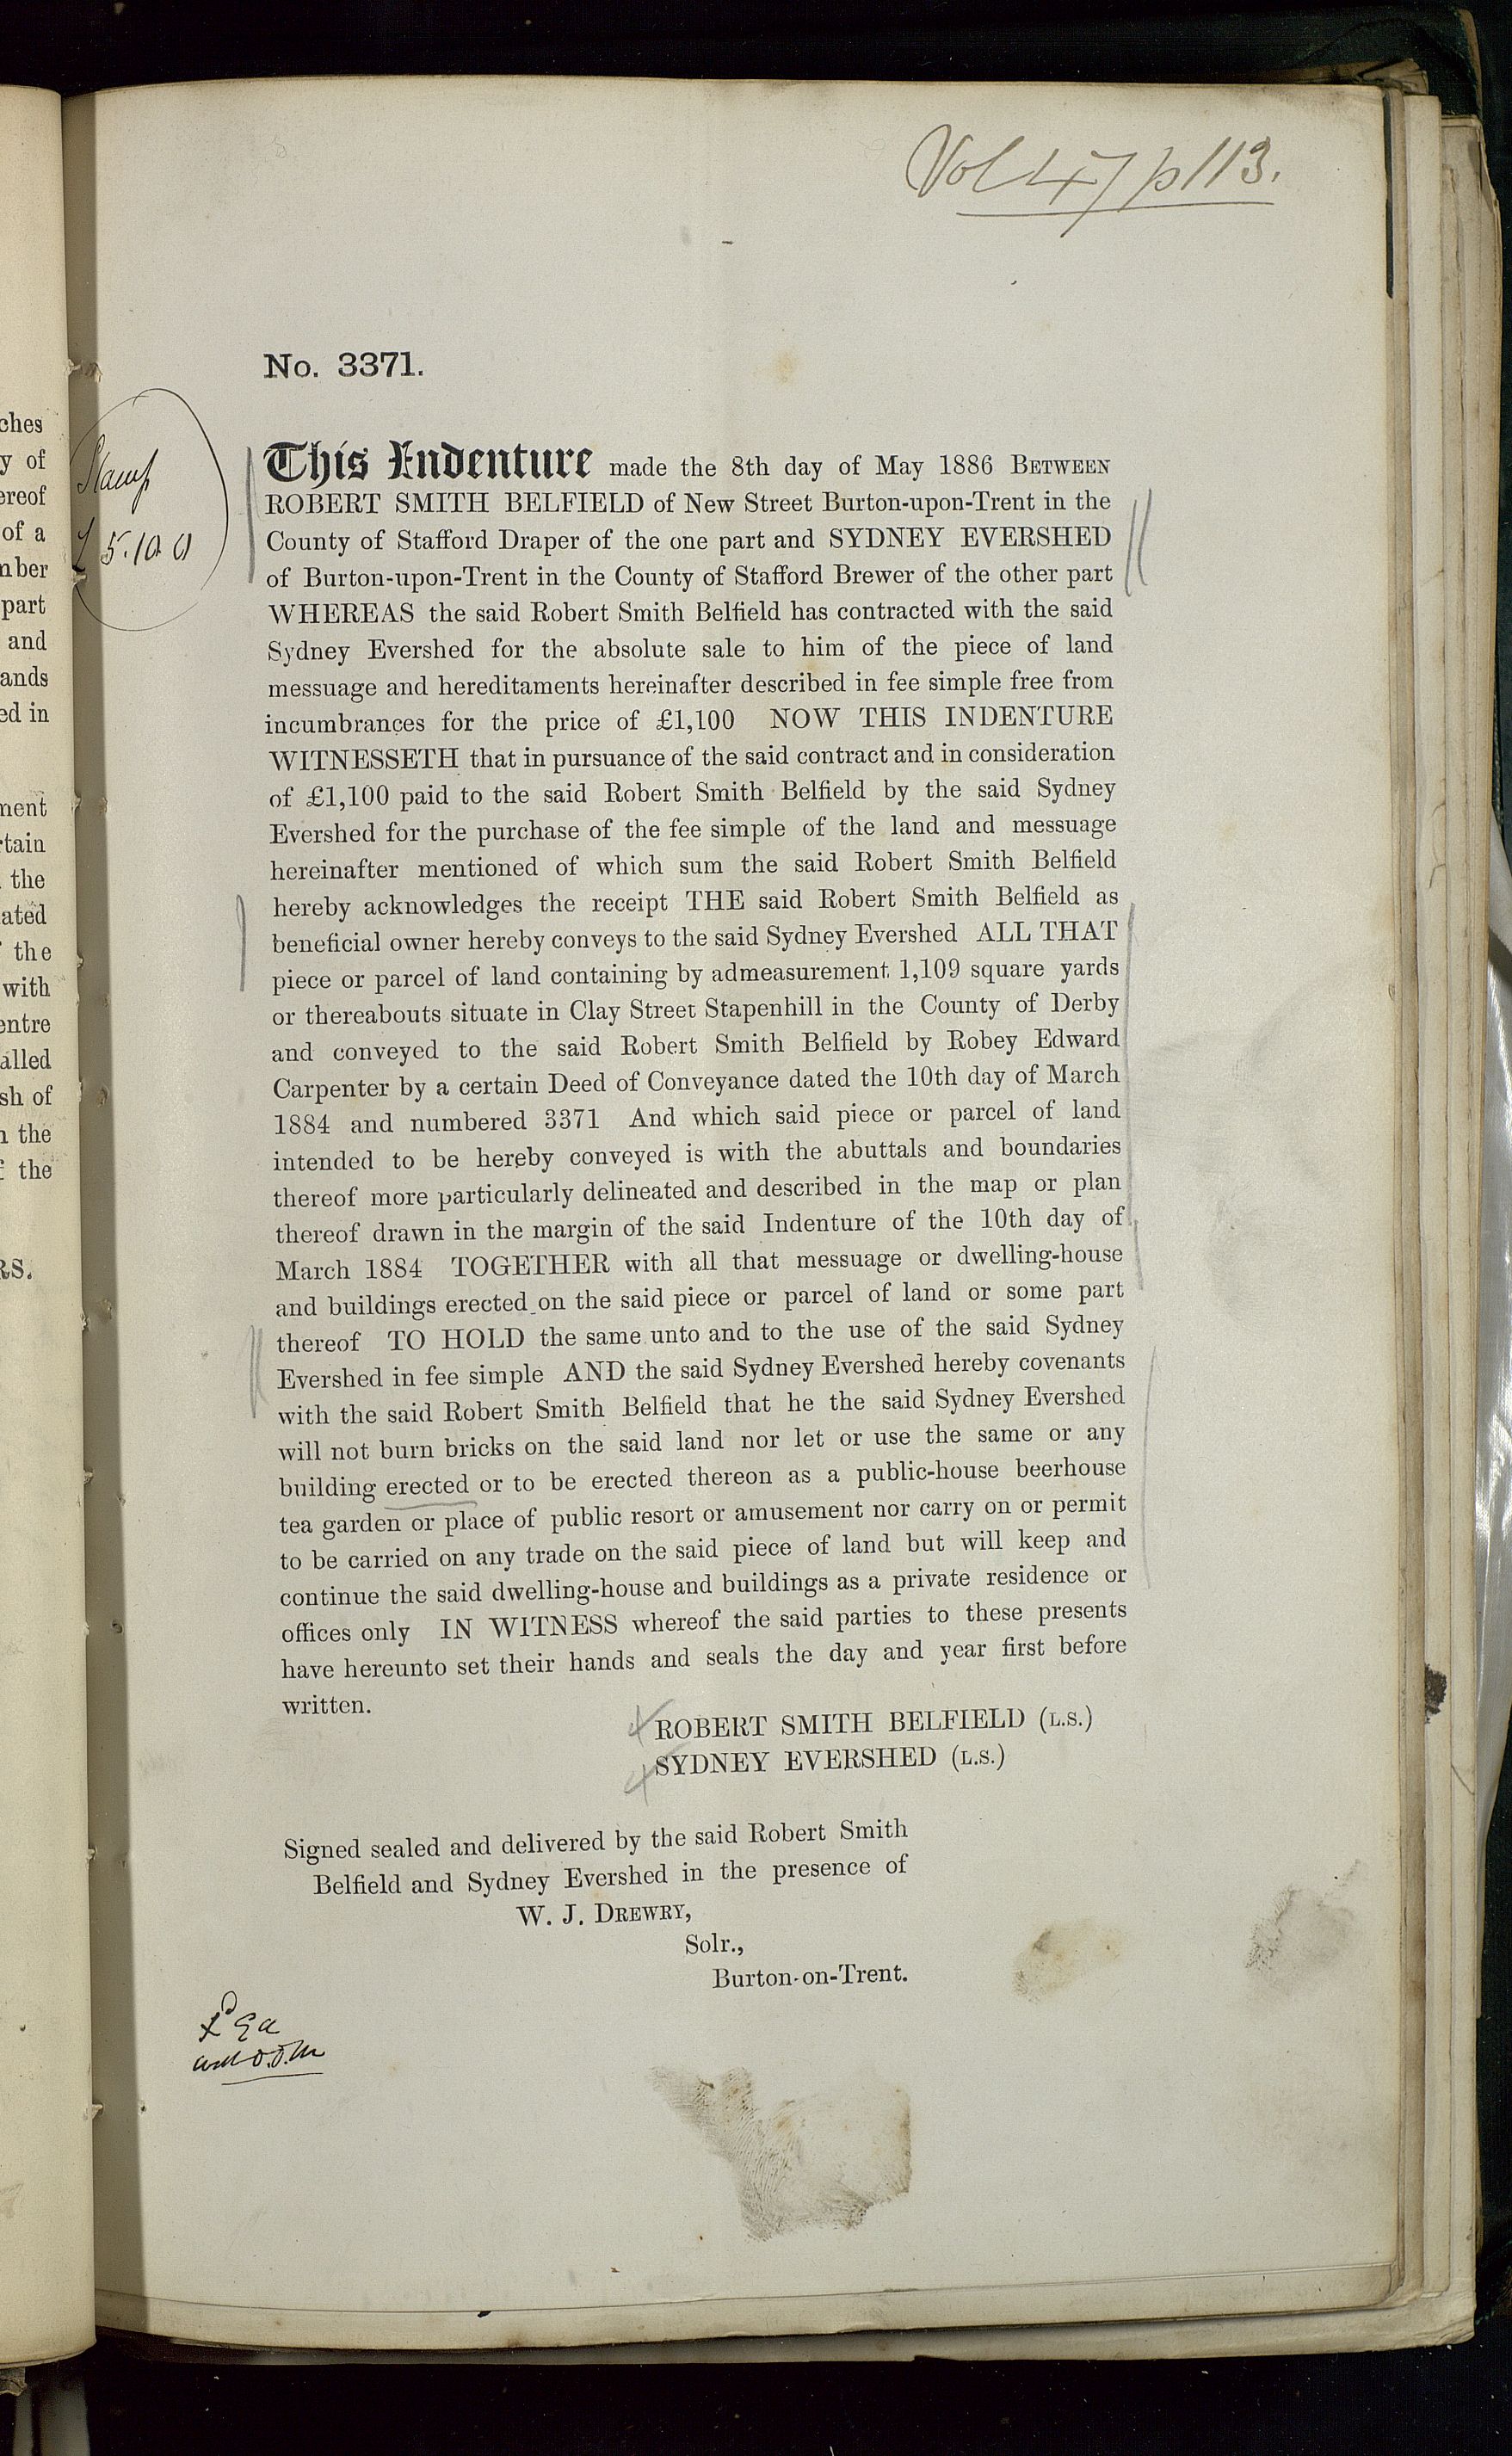 Vol 47 p 113.
No. 3371.
Stamp
£5.10.0
This Indenture made the 8th day of May 1886 BETWEEN
ROBERT SMITH BELFIELD of New Street Burton-upon-Trent in the
County of Stafford Draper of the one part and SYDNEY EVERSHED
of Burton-upon-Trent in the County of Stafford Brewer of the other part
WHEREAS the said Robert Smith Belfield has contracted with the said
Sydney Evershed for the absolute sale to him of the piece of land
messuage and hereditaments hereinafter described in fee simple free from
incumbrances for the price of £1,100 NOW THIS INDENTURE
WITNESSETH that in pursuance of the said contract and in consideration
of £1,100 paid to the said Robert Smith Belfield by the said Sydney
Evershed for the purchase of the fee simple of the land and messuage
hereinafter mentioned of which sum the said Robert Smith Belfield
hereby acknowledges the receipt THE said Robert Smith Belfield as
beneficial owner hereby conveys to the said Sydney Evershed ALL THAT
piece or parcel of land containing by admeasurement 1,109 square yards
or thereabouts situate in Clay Street Stapenhill in the County of Derby
and conveyed to the said Robert Smith Belfield by Robey Edward
Carpenter by a certain Deed of Conveyance dated the 10th day of March
1884 and numbered 3371 And which said piece or parcel of land
intended to be hereby conveyed is with the abuttals and boundaries
thereof more particularly delineated and described in the map or plan
thereof drawn in the margin of the said Indenture of the 10th day of
March 1884 TOGETHER with all that messuage or dwelling-house
and buildings erected on the said piece or parcel of land or some part
thereof TO HOLD the same unto and to the use of the said Sydney
Evershed in fee simple AND the said Sydney Evershed hereby covenants
with the said Robert Smith Belfield that he the said Sydney Evershed
will not burn bricks on the said land nor let or use the same or any
building erected or to be erected thereon as a public-house beerhouse
tea garden or place of public resort or amusement nor carry on or permit
to be carried on any trade on the said piece of land but will keep and
continue the said dwelling-house and buildings as a private residence or
offices only IN WITNESS whereof the said parties to these presents
have hereunto set their hands and seals the day and year first before
written.
ROBERT SMITH BELFIELD (L.S.)
SYDNEY EVERSHED (L.S.)
Signed sealed and delivered by the said Robert Smith
Belfield and Sydney Evershed in the presence of
W. J. DREWRY,
Solr.,
Burton-on-Trent.